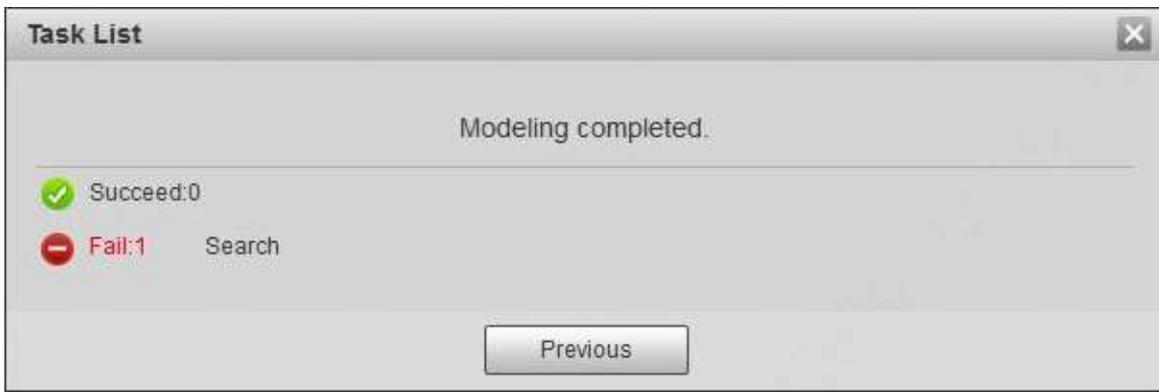 Task List
Modeling completed.
Succeed:0
Fail:1 Search
Previous